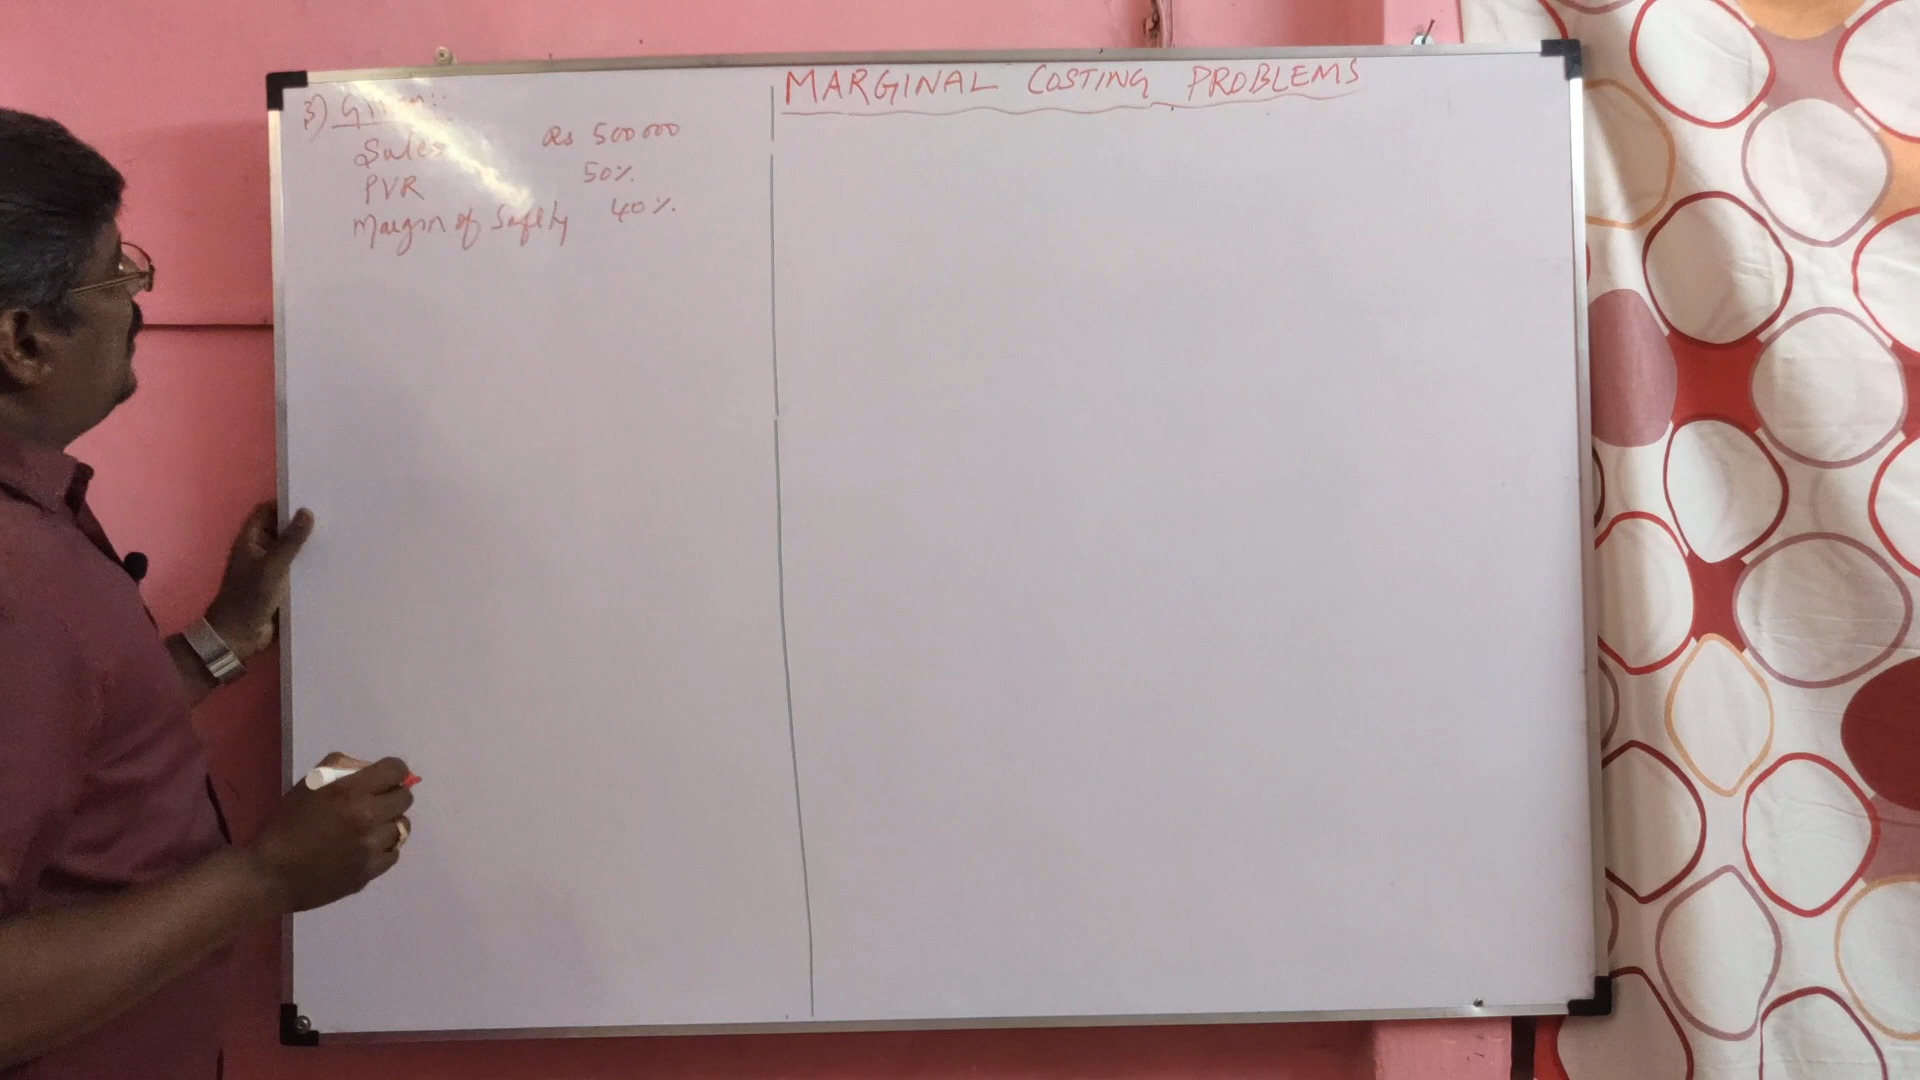 MARGINAL COSTING PROBLEMS
3) Given:-
Sales Rs 500000
PVR 50%
Margin of Safety 40%